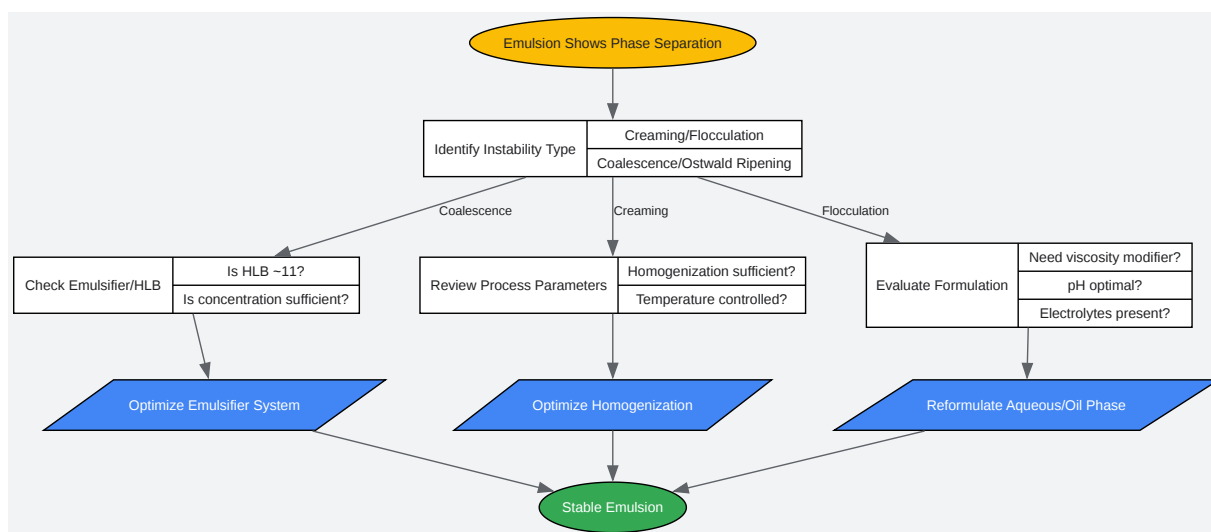 Emulsion Shows Phase Separation
Identify Instability Type
Creaming/Flocculation
Coalescence/Ostwald Ripening
Coalescence
Creaming
Flocculation
Check Emulsifier/HLB
Is HLB ~11?
Is concentration sufficient?
Review Process Parameters
Homogenization sufficient?
Temperature controlled?
Evaluate Formulation
Need viscosity modifier?
pH optimal?
Electrolytes present?
Optimize Emulsifier System
Optimize Homogenization
Reformulate Aqueous/Oil Phase
Stable Emulsion